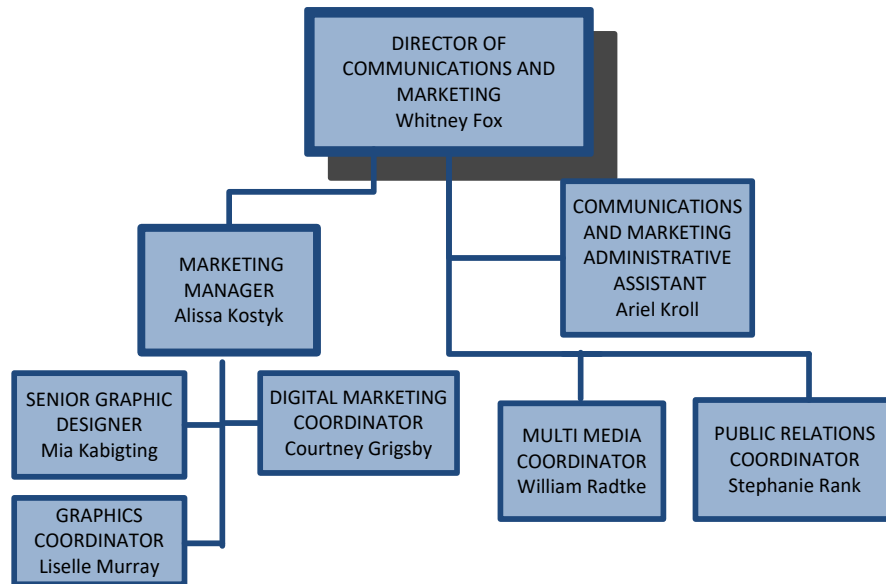 DIRECTOR OF
COMMUNICATIONS AND
MARKETING
Whitney Fox
COMMUNICATIONS
AND MARKETING
ADMINISTRATIVE
ASSISTANT
Ariel Kroll
MARKETING
MANAGER
Alissa Kostyk
SENIOR GRAPHIC
DESIGNER
Mia Kabigting
DIGITAL MARKETING
COORDINATOR
Courtney Grigsby
MULTI MEDIA
COORDINATOR
William Radtke
PUBLIC RELATIONS
COORDINATOR
Stephanie Rank
GRAPHICS
COORDINATOR
Liselle Murray